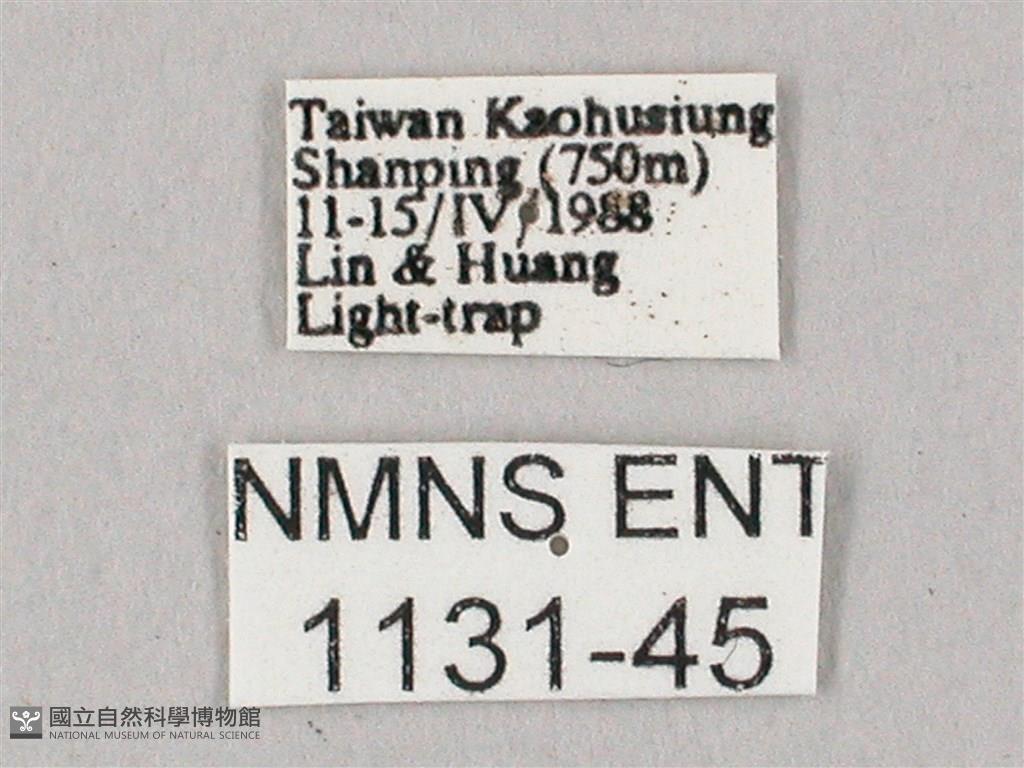 Taiwan Kaohusiung
Shanping (750m)
11-15/IV/1988
Lin & Huang
Light-trap
NMNS ENT
1131-45
國立自然科學博物館
NATIONAL MUSEUM OF NATURAL SCIENCE